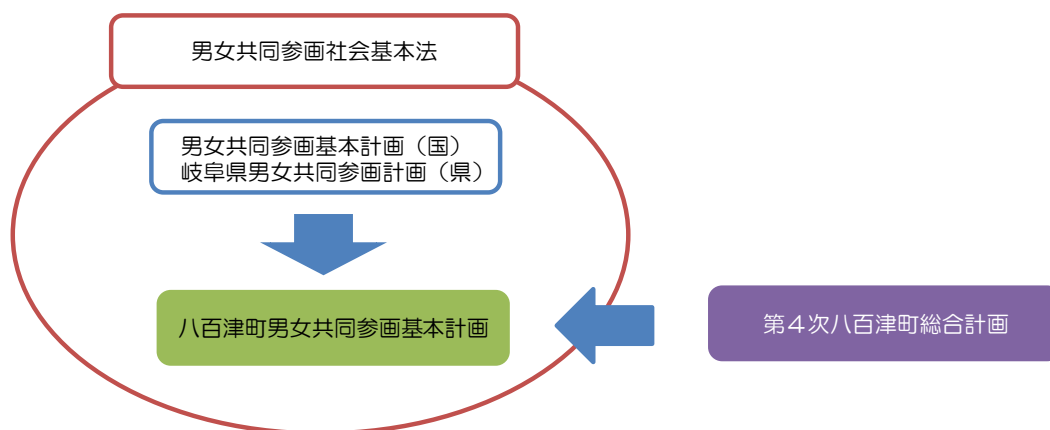 男女共同参画社会基本法
男女共同参画基本計画（国）
岐阜県男女共同参画計画（県）
八百津町男女共同参画基本計画
第４次八百津町総合計画